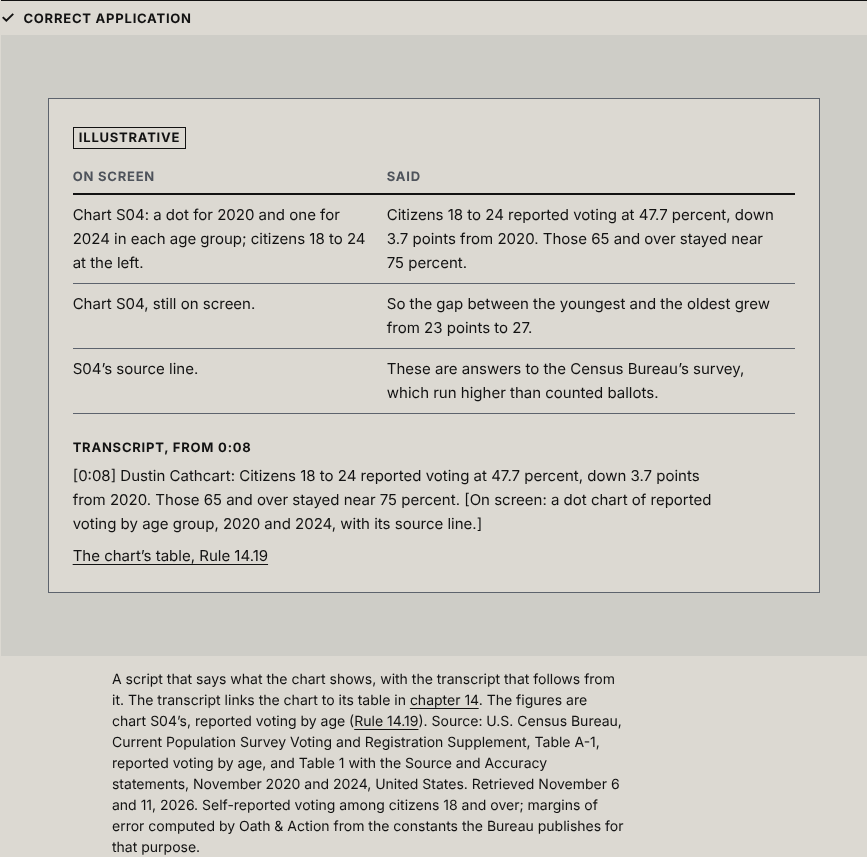 ✓ CORRECT APPLICATION
ILLUSTRATIVE
ON SCREEN
SAID
Chart S04: a dot for 2020 and one for
2024 in each age group; citizens 18 to 24
at the left.
Citizens 18 to 24 reported voting at 47.7 percent, down
3.7 points from 2020. Those 65 and over stayed near
75 percent.
Chart S04, still on screen.
So the gap between the youngest and the oldest grew
from 23 points to 27.
S04’s source line.
These are answers to the Census Bureau’s survey,
which run higher than counted ballots.
TRANSCRIPT, FROM 0:08
[0:08] Dustin Cathcart: Citizens 18 to 24 reported voting at 47.7 percent, down 3.7 points
from 2020. Those 65 and over stayed near 75 percent. [On screen: a dot chart of reported
voting by age group, 2020 and 2024, with its source line.]
The chart’s table, Rule 14.19
A script that says what the chart shows, with the transcript that follows from
it. The transcript links the chart to its table in chapter 14. The figures are
chart S04’s, reported voting by age (Rule 14.19). Source: U.S. Census Bureau,
Current Population Survey Voting and Registration Supplement, Table A-1,
reported voting by age, and Table 1 with the Source and Accuracy
statements, November 2020 and 2024, United States. Retrieved November 6
and 11, 2026. Self-reported voting among citizens 18 and over; margins of
error computed by Oath & Action from the constants the Bureau publishes for
that purpose.